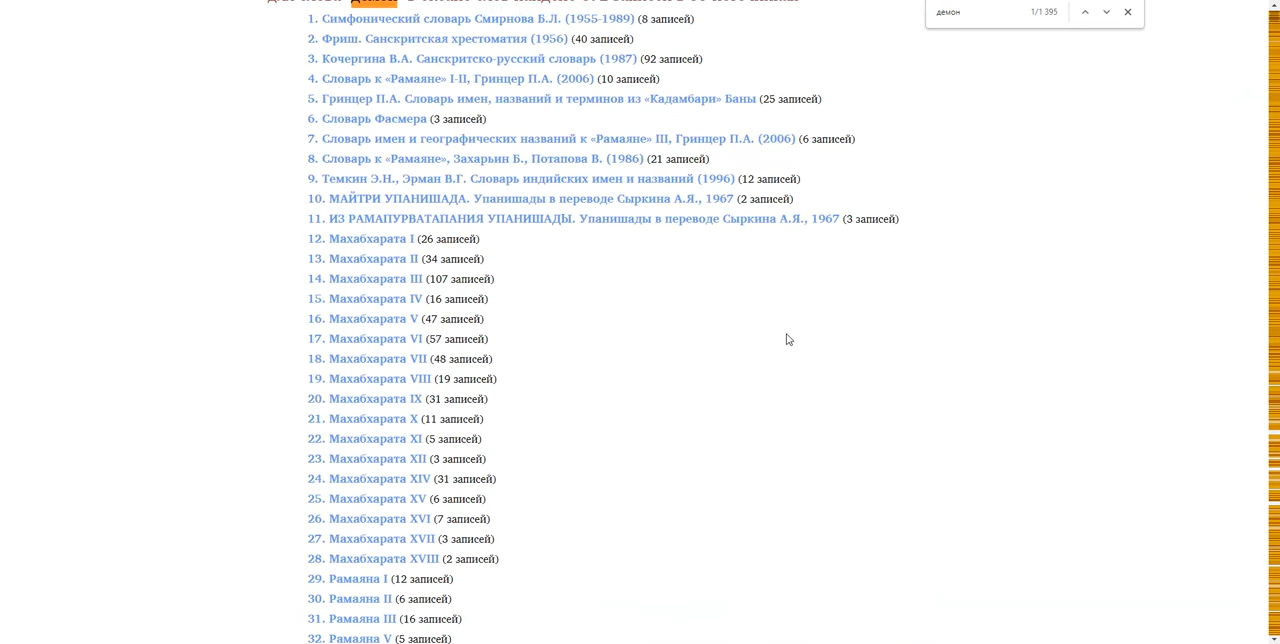 демон
1/1 395
1. Симфонический словарь Смирнова Б.Л. (1955-1989) (8 записей)
2. Фриш. Санскритская хрестоматия (1956) (40 записей)
3. Кочергина В.А. Санскритско-русский словарь (1987) (92 записей)
4. Словарь к «Рамаяне» I-II, Гринцер П.А. (2006) (10 записей)
5. Гринцер П.А. Словарь имен, названий и терминов из «Кадамбари» Баны (25 записей)
6. Словарь Фасмера (3 записей)
7. Словарь имен и географических названий к «Рамаяне» III, Гринцер П.А. (2006) (6 записей)
8. Словарь к «Рамаяне», Захарьин Б., Потапова В. (1986) (21 записей)
9. Темкин Э.Н., Эрман В.Г. Словарь индийских имен и названий (1996) (12 записей)
10. МАЙТРИ УПАНИШАДА. Упанишады в переводе Сыркина А.Я., 1967 (2 записей)
11. ИЗ РАМАПУРВАТАПАНИЯ УПАНИШАДЫ. Упанишады в переводе Сыркина А.Я., 1967 (3 записей)
12. Махабхарата I (26 записей)
13. Махабхарата II (34 записей)
14. Махабхарата III (107 записей)
15. Махабхарата IV (16 записей)
16. Махабхарата V (47 записей)
17. Махабхарата VI (57 записей)
18. Махабхарата VII (48 записей)
19. Махабхарата VIII (19 записей)
20. Махабхарата IX (31 записей)
21. Махабхарата X (11 записей)
22. Махабхарата XI (5 записей)
23. Махабхарата XII (3 записей)
24. Махабхарата XIV (31 записей)
25. Махабхарата XV (6 записей)
26. Махабхарата XVI (7 записей)
27. Махабхарата XVII (3 записей)
28. Махабхарата XVIII (2 записей)
29. Рамаяна I (12 записей)
30. Рамаяна II (6 записей)
31. Рамаяна III (16 записей)
32. Рамаяна V (5 записей)